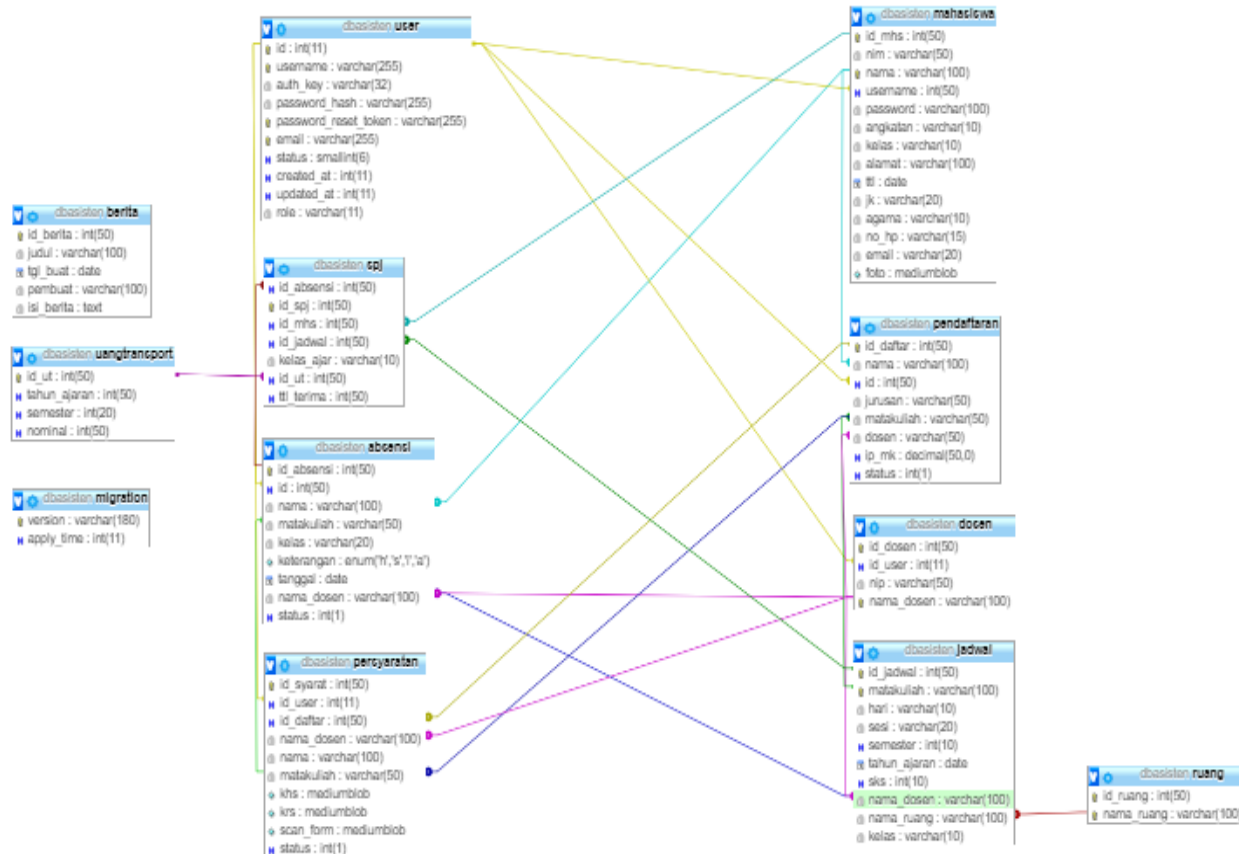 dbasisten user
id : int(11)
username : varchar(255)
auth_key : varchar(32)
password_hash : varchar(255)
password_reset_token : varchar(255)
email : varchar(255)
status : smallint(6)
created_at : int(11)
updated_at : int(11)
role : varchar(11)
dbasisten mahasiswa
id_mhs : int(50)
nim : varchar(50)
nama : varchar(100)
username : int(50)
password : varchar(100)
angkatan : varchar(10)
kelas : varchar(10)
alamat : varchar(100)
ttl : date
jk : varchar(20)
agama : varchar(10)
no_hp : varchar(15)
email : varchar(20)
foto : mediumblob
dbasisten berita
id_berita : int(50)
judul : varchar(100)
tgl_buat : date
pembuat : varchar(100)
isi_berita : text
dbasisten spj
id_absensi : int(50)
id_spj : int(50)
id_mhs : int(50)
id_jadwal : int(50)
kelas_ajar : varchar(10)
id_ut : int(50)
ttl_terima : int(50)
dbasisten pendaftaran
id_daftar : int(50)
nama : varchar(100)
id : int(50)
jurusan : varchar(50)
matakuliah : varchar(50)
dosen : varchar(50)
ip_mk : decimal(50,0)
status : int(1)
dbasisten uangtransport
id_ut : int(50)
tahun_ajaran : int(50)
semester : int(20)
nominal : int(50)
dbasisten absensi
id_absensi : int(50)
id : int(50)
nama : varchar(100)
matakuliah : varchar(50)
kelas : varchar(20)
keterangan : enum('h','s','i','a')
tanggal : date
nama_dosen : varchar(100)
status : int(1)
dbasisten migration
version : varchar(180)
apply_time : int(11)
dbasisten dosen
id_dosen : int(50)
id_user : int(11)
nip : varchar(50)
nama_dosen : varchar(100)
dbasisten persyaratan
id_syarat : int(50)
id_user : int(11)
id_daftar : int(50)
nama_dosen : varchar(100)
nama : varchar(100)
matakuliah : varchar(50)
khs : mediumblob
krs : mediumblob
scan_form : mediumblob
status : int(1)
dbasisten jadwal
id_jadwal : int(50)
matakuliah : varchar(100)
hari : varchar(10)
sesi : varchar(20)
semester : int(10)
tahun_ajaran : date
sks : int(10)
nama_dosen : varchar(100)
nama_ruang : varchar(100)
kelas : varchar(10)
dbasisten ruang
id_ruang : int(50)
nama_ruang : varchar(100)